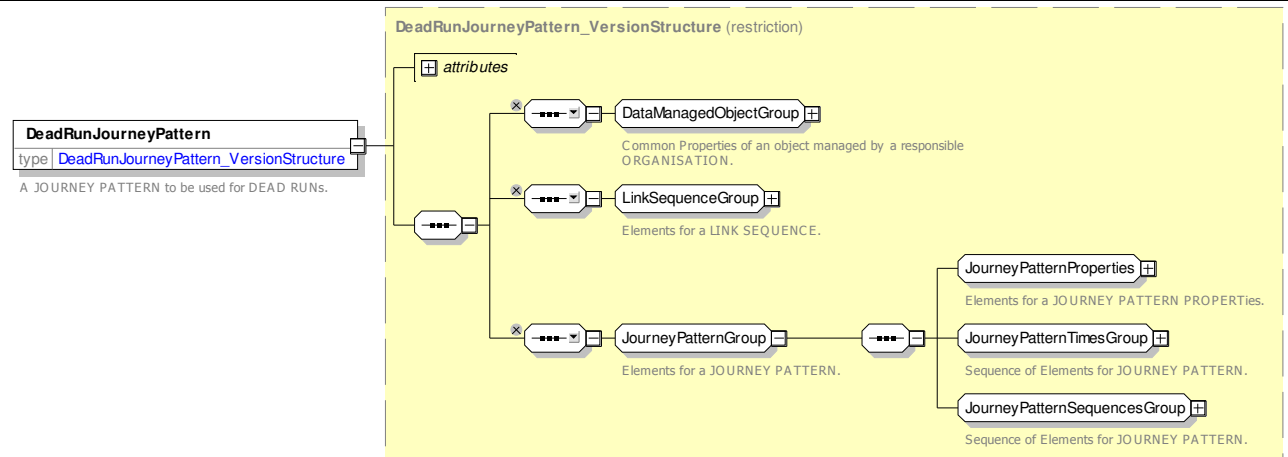 DeadRunJourneyPattern_VersionStructure (restriction)
attributes
DeadRunJourneyPattern
type DeadRunJourneyPattern_VersionStructure
A JOURNEY PATTERN to be used for DEAD RUNs.
DataManagedObjectGroup
Common Properties of an object managed by a responsible
ORGANISATION.
LinkSequenceGroup
Elements for a LINK SEQUENCE.
JourneyPatternGroup
Elements for a JOURNEY PATTERN.
JourneyPatternProperties
Elements for a JOURNEY PATTERN PROPERTies.
JourneyPatternTimesGroup
Sequence of Elements for JOURNEY PATTERN.
JourneyPatternSequencesGroup
Sequence of Elements for JOURNEY PATTERN.